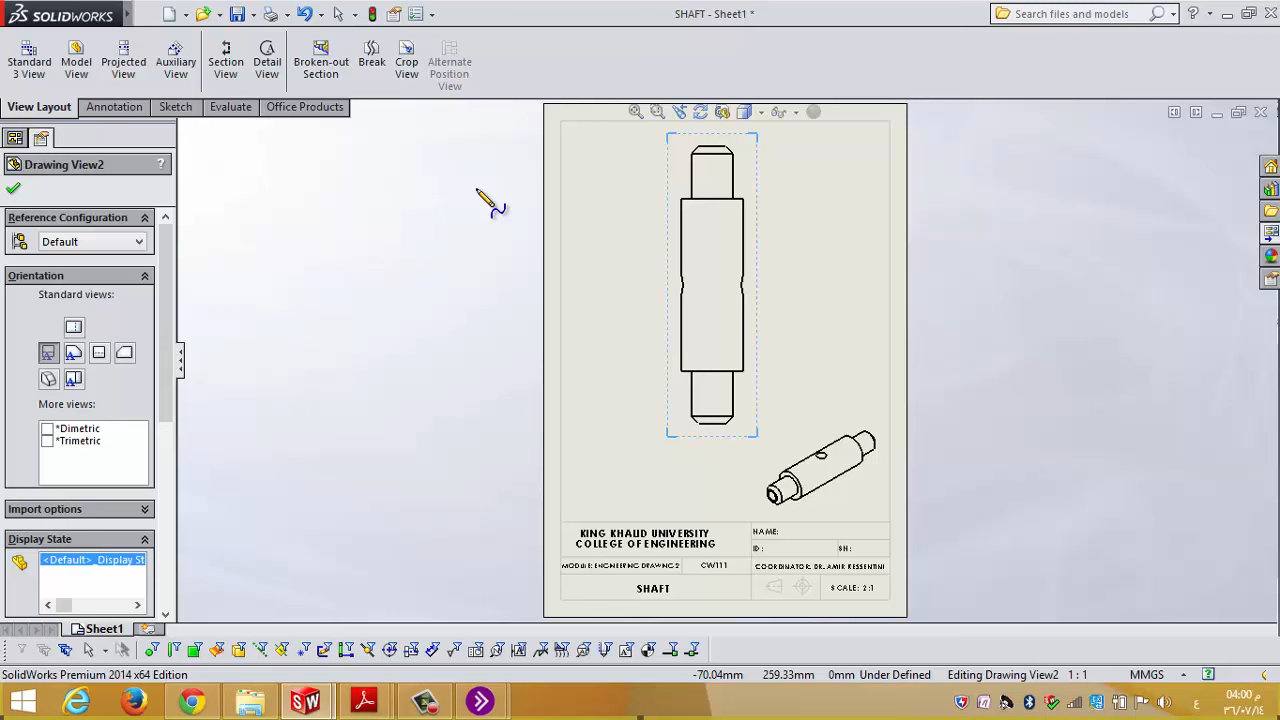 SOLIDWORKS
SHAFT - Sheet1 *
Search files and models
Standard 3 View
Model View
Projected View
Auxiliary View
Section View
Detail View
Broken-out Section
Break
Crop View
Alternate Position View
View Layout
Annotation
Sketch
Evaluate
Office Products
Drawing View2
?
Reference Configuration
Default
Orientation
Standard views:
More views:
*Dimetric
*Trimetric
Import options
Display State
<Default>_Display St
KING KHALID UNIVERSITY
COLLEGE OF ENGINEERING
NAME:
ID:
SH:
MODULE: ENGINEERING DRAWING 2
CW111
COORDINATOR: DR. AMIR RESSENTINI
SHAFT
SCALE: 2:1
Sheet1
SolidWorks Premium 2014 x64 Edition
-70.04mm
259.33mm
0mm
Under Defined
Editing Drawing View2
1 : 1
MMGS
ع
04:00 م
٣٦/٠٧/١٤